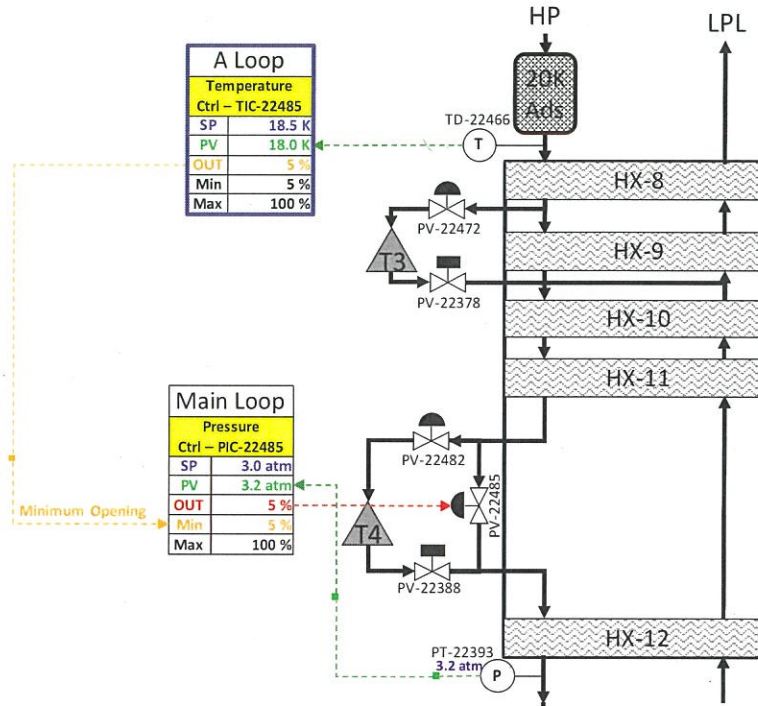 HP
LPL
A Loop
Temperature
Ctrl – TIC-22485
SP 18.5 K
PV 18.0 K
OUT 5 %
Min 5 %
Max 100 %
20K
Ads
TD-22466
T
HX-8
PV-22472
HX-9
T3
PV-22378
HX-10
HX-11
Main Loop
Pressure
Ctrl – PIC-22485
SP 3.0 atm
PV 3.2 atm
OUT 5 %
Min 5 %
Max 100 %
Minimum Opening
PV-22482
PV-22485
T4
PV-22388
HX-12
PT-22393
3.2 atm
P